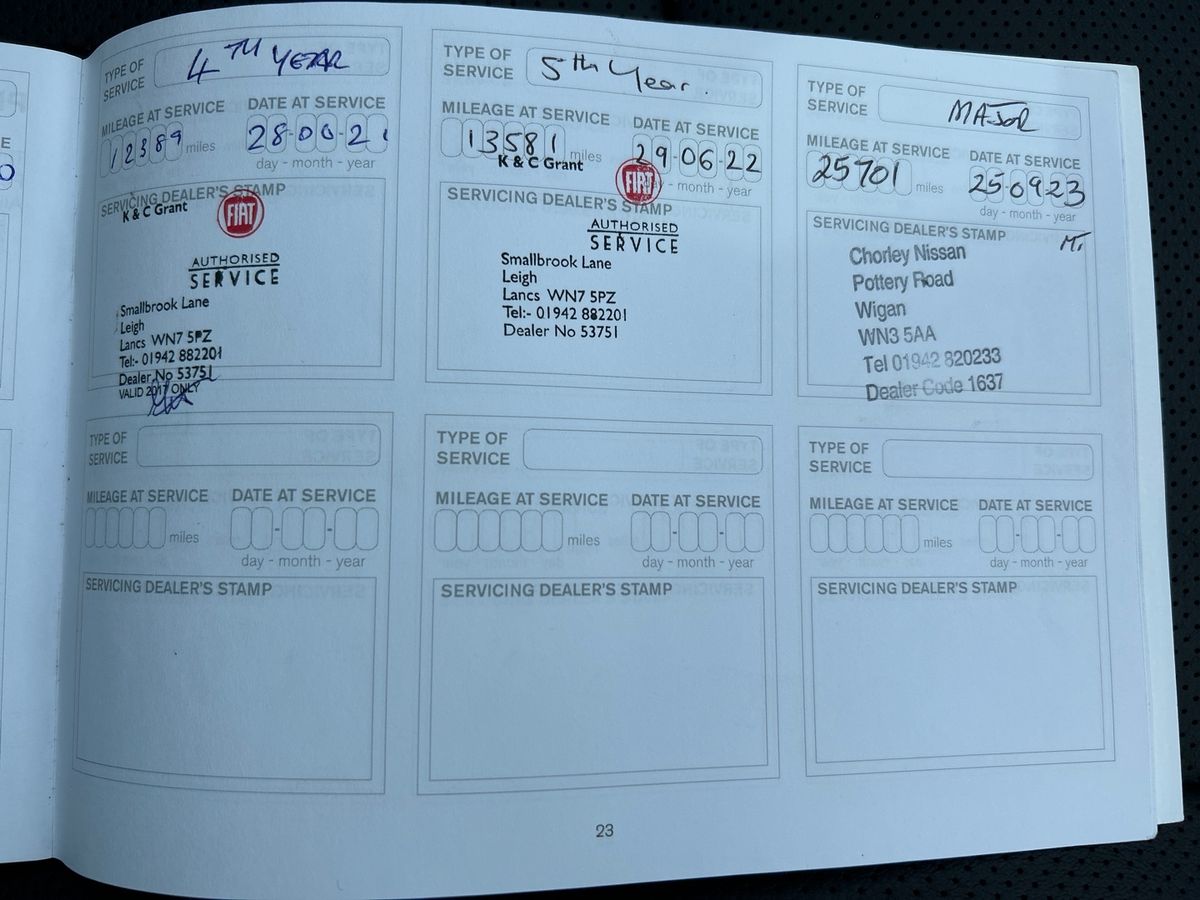 TYPE OF
SERVICE
4TH YEAR
MILEAGE AT SERVICE
DATE AT SERVICE
12389 miles
28-00-21
day - month - year
SERVICING DEALER'S STAMP
K & C Grant
FIAT
AUTHORISED
SERVICE
Smallbrook Lane
Leigh
Lancs WN7 5PZ
Tel:- 01942 882201
Dealer No 53751
VALID 2017 ONLY
TYPE OF
SERVICE
5th Year.
MILEAGE AT SERVICE
DATE AT SERVICE
13581 miles
29-06-22
day - month - year
K & C Grant
FIAT
SERVICING DEALER'S STAMP
AUTHORISED
SERVICE
Smallbrook Lane
Leigh
Lancs WN7 5PZ
Tel:- 01942 882201
Dealer No 53751
TYPE OF
SERVICE
MAJOR
MILEAGE AT SERVICE
DATE AT SERVICE
25701 miles
25-09-23
day - month - year
SERVICING DEALER'S STAMP
Chorley Nissan
Pottery Road
Wigan
WN3 5AA
Tel 01942 820233
Dealer Code 1637
TYPE OF
SERVICE
MILEAGE AT SERVICE
DATE AT SERVICE
miles
day - month - year
SERVICING DEALER'S STAMP
TYPE OF
SERVICE
MILEAGE AT SERVICE
DATE AT SERVICE
miles
day - month - year
SERVICING DEALER'S STAMP
TYPE OF
SERVICE
MILEAGE AT SERVICE
DATE AT SERVICE
miles
day - month - year
SERVICING DEALER'S STAMP
23